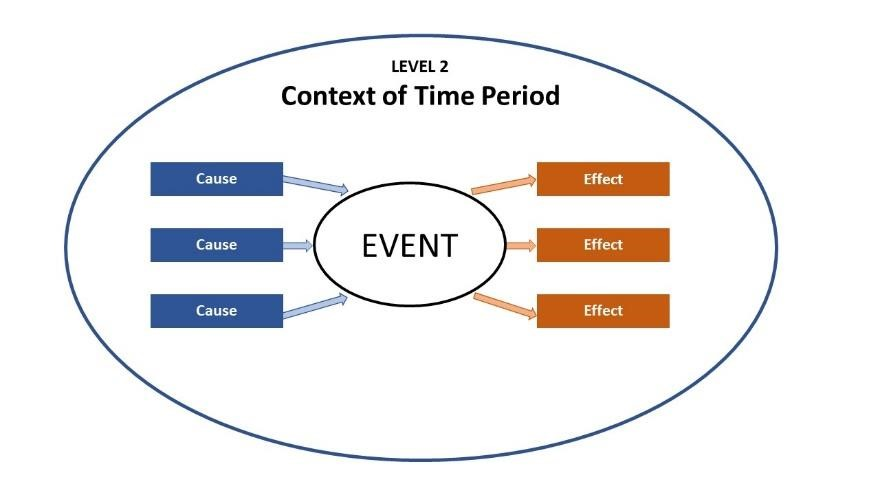 LEVEL 2
Context of Time Period
Cause
Effect
Cause
EVENT
Effect
Cause
Effect